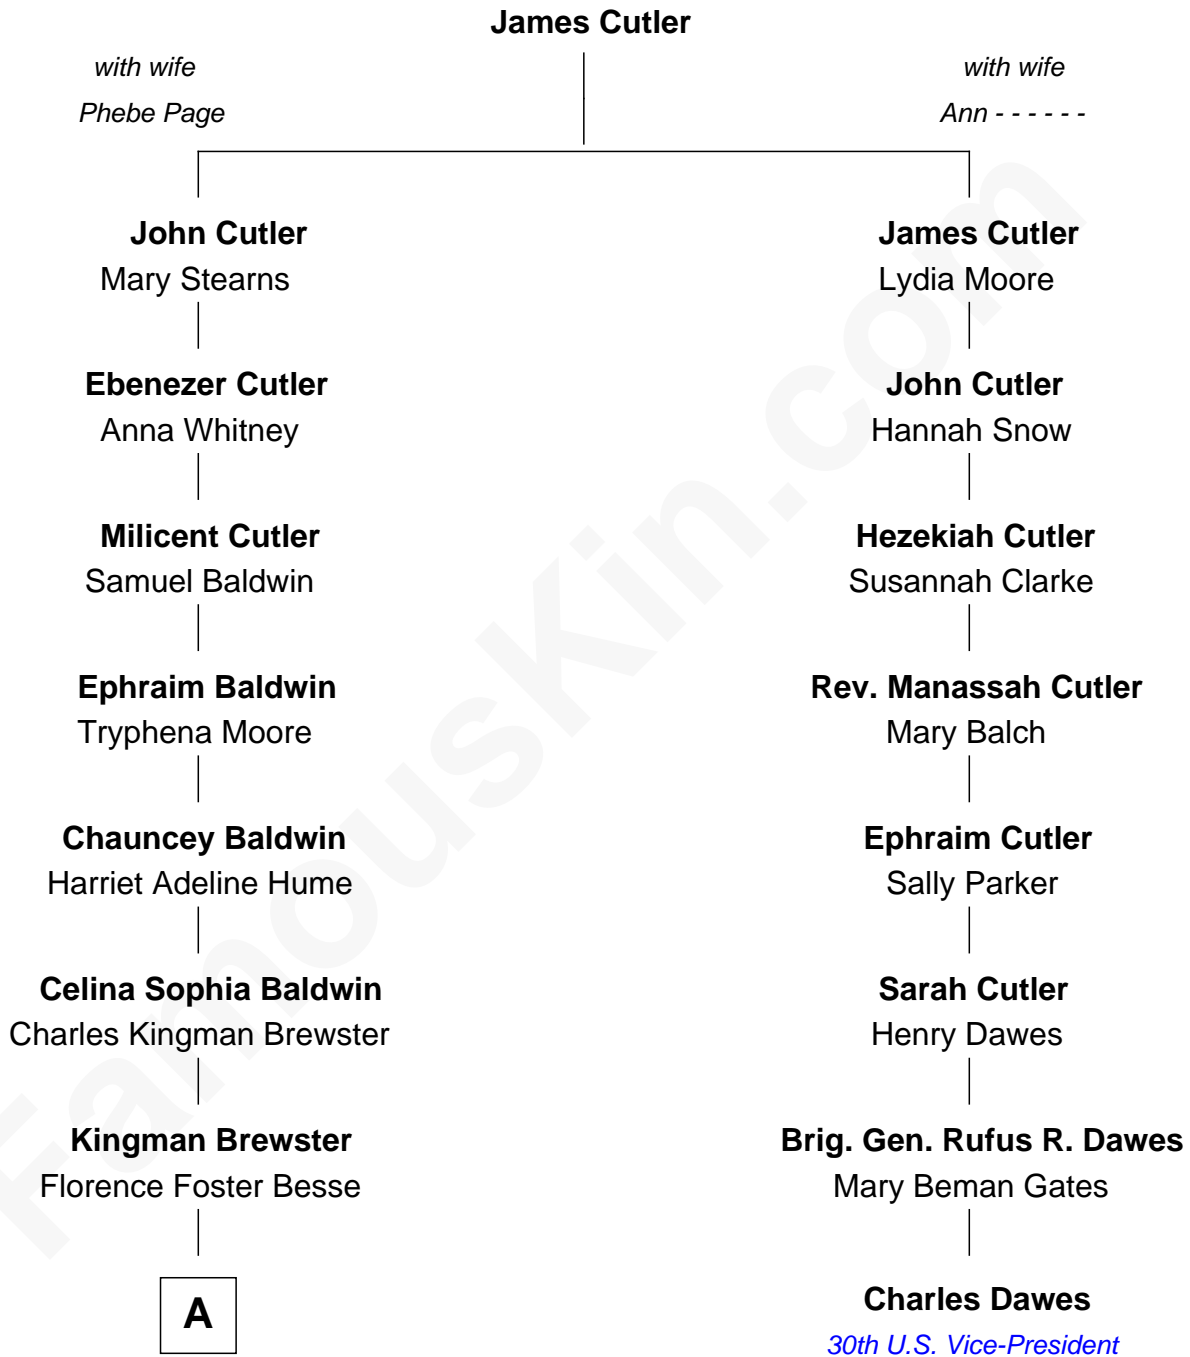 James Cutler
with wife
Phebe Page
with wife
Ann - - - - - -
John Cutler
Mary Stearns
James Cutler
Lydia Moore
Ebenezer Cutler
Anna Whitney
John Cutler
Hannah Snow
Milicent Cutler
Samuel Baldwin
Hezekiah Cutler
Susannah Clarke
Ephraim Baldwin
Tryphena Moore
Rev. Manassah Cutler
Mary Balch
Chauncey Baldwin
Harriet Adeline Hume
Ephraim Cutler
Sally Parker
Celina Sophia Baldwin
Charles Kingman Brewster
Sarah Cutler
Henry Dawes
Kingman Brewster
Florence Foster Besse
Brig. Gen. Rufus R. Dawes
Mary Beman Gates
A
Charles Dawes
30th U.S. Vice-President
FamousKin.com